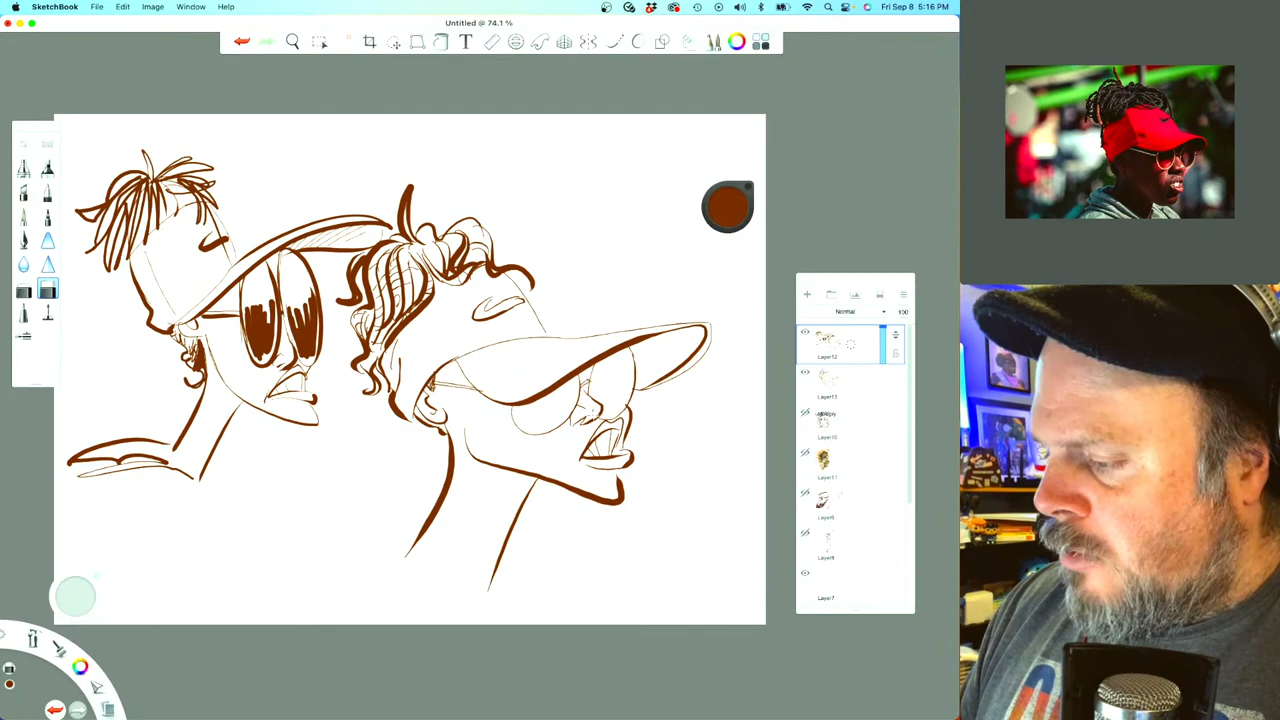 SketchBook File Edit Image Window Help
Fri Sep 8 5:16 PM
Untitled @ 74.1 %
T
Normal
100
Layer12
Layer13
Layer10
Layer11
Layer7